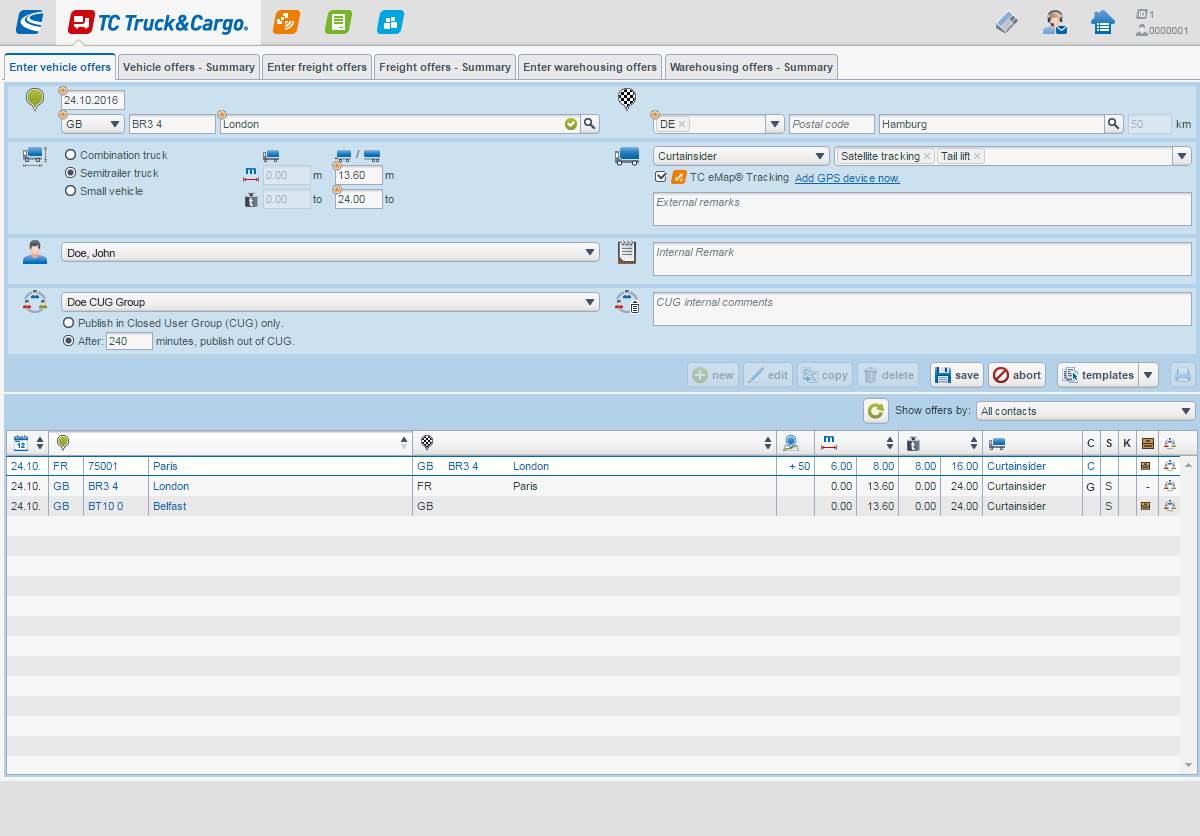 TC Truck&Cargo.
ID 1
0000001
Enter vehicle offers Vehicle offers - Summary Enter freight offers Freight offers - Summary Enter warehousing offers Warehousing offers - Summary
24.10.2016
GB BR3 4 London DE Postal code Hamburg 50 km
Combination truck
Semitrailer truck
Small vehicle
/
m 0.00 m 13.60 m
t 0.00 to 24.00 to
Curtainsider Satellite tracking Tail lift
TC eMap® Tracking Add GPS device now.
External remarks
Doe, John Internal Remark
Doe CUG Group CUG internal comments
Publish in Closed User Group (CUG) only.
After: 240 minutes, publish out of CUG.
new edit copy delete save abort templates
Show offers by: All contacts
12 m t C S K
24.10. FR 75001 Paris GB BR3 4 London + 50 6.00 8.00 8.00 16.00 Curtainsider C
24.10. GB BR3 4 London FR Paris 0.00 13.60 0.00 24.00 Curtainsider G S -
24.10. GB BT10 0 Belfast GB 0.00 13.60 0.00 24.00 Curtainsider S